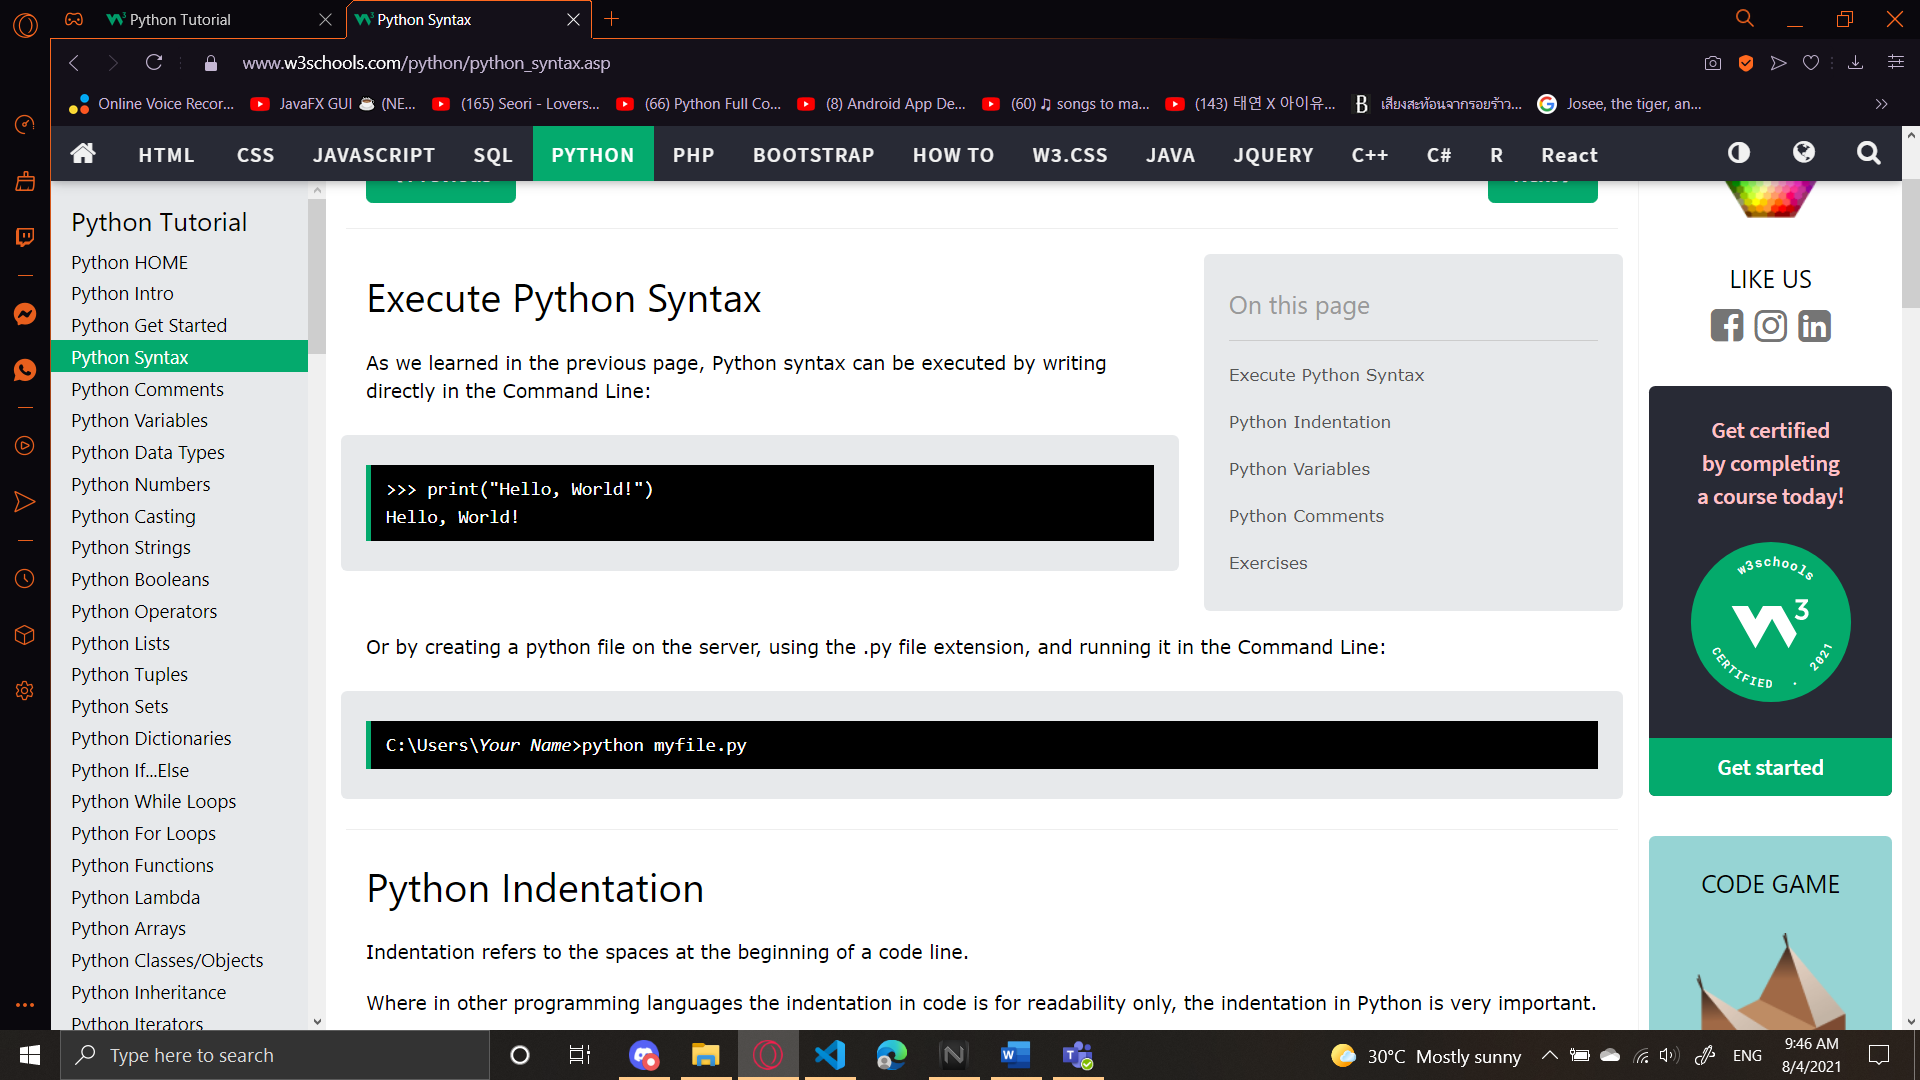 Python Tutorial
Python Syntax
www.w3schools.com/python/python_syntax.asp
Online Voice Recor...
JavaFX GUI ☕ (NE...
(165) Seori - Lovers...
(66) Python Full Co...
(8) Android App De...
(60) ♫ songs to ma...
(143) 태연 X 아이유...
เสียงสะท้อนจากรอยร้าว...
Josee, the tiger, an...
HTML
CSS
JAVASCRIPT
SQL
PYTHON
PHP
BOOTSTRAP
HOW TO
W3.CSS
JAVA
JQUERY
C++
C#
R
React
Python Tutorial
Python HOME
Python Intro
Python Get Started
Python Syntax
Python Comments
Python Variables
Python Data Types
Python Numbers
Python Casting
Python Strings
Python Booleans
Python Operators
Python Lists
Python Tuples
Python Sets
Python Dictionaries
Python If...Else
Python While Loops
Python For Loops
Python Functions
Python Lambda
Python Arrays
Python Classes/Objects
Python Inheritance
Python Iterators
Execute Python Syntax
As we learned in the previous page, Python syntax can be executed by writing
directly in the Command Line:
>>> print("Hello, World!")
Hello, World!
On this page
Execute Python Syntax
Python Indentation
Python Variables
Python Comments
Exercises
Or by creating a python file on the server, using the .py file extension, and running it in the Command Line:
C:\Users\Your Name>python myfile.py
Python Indentation
Indentation refers to the spaces at the beginning of a code line.
Where in other programming languages the indentation in code is for readability only, the indentation in Python is very important.
LIKE US
Get certified
by completing
a course today!
w3schools
3
CERTIFIED . 2021
Get started
CODE GAME
Type here to search
30°C Mostly sunny
ENG
9:46 AM
8/4/2021